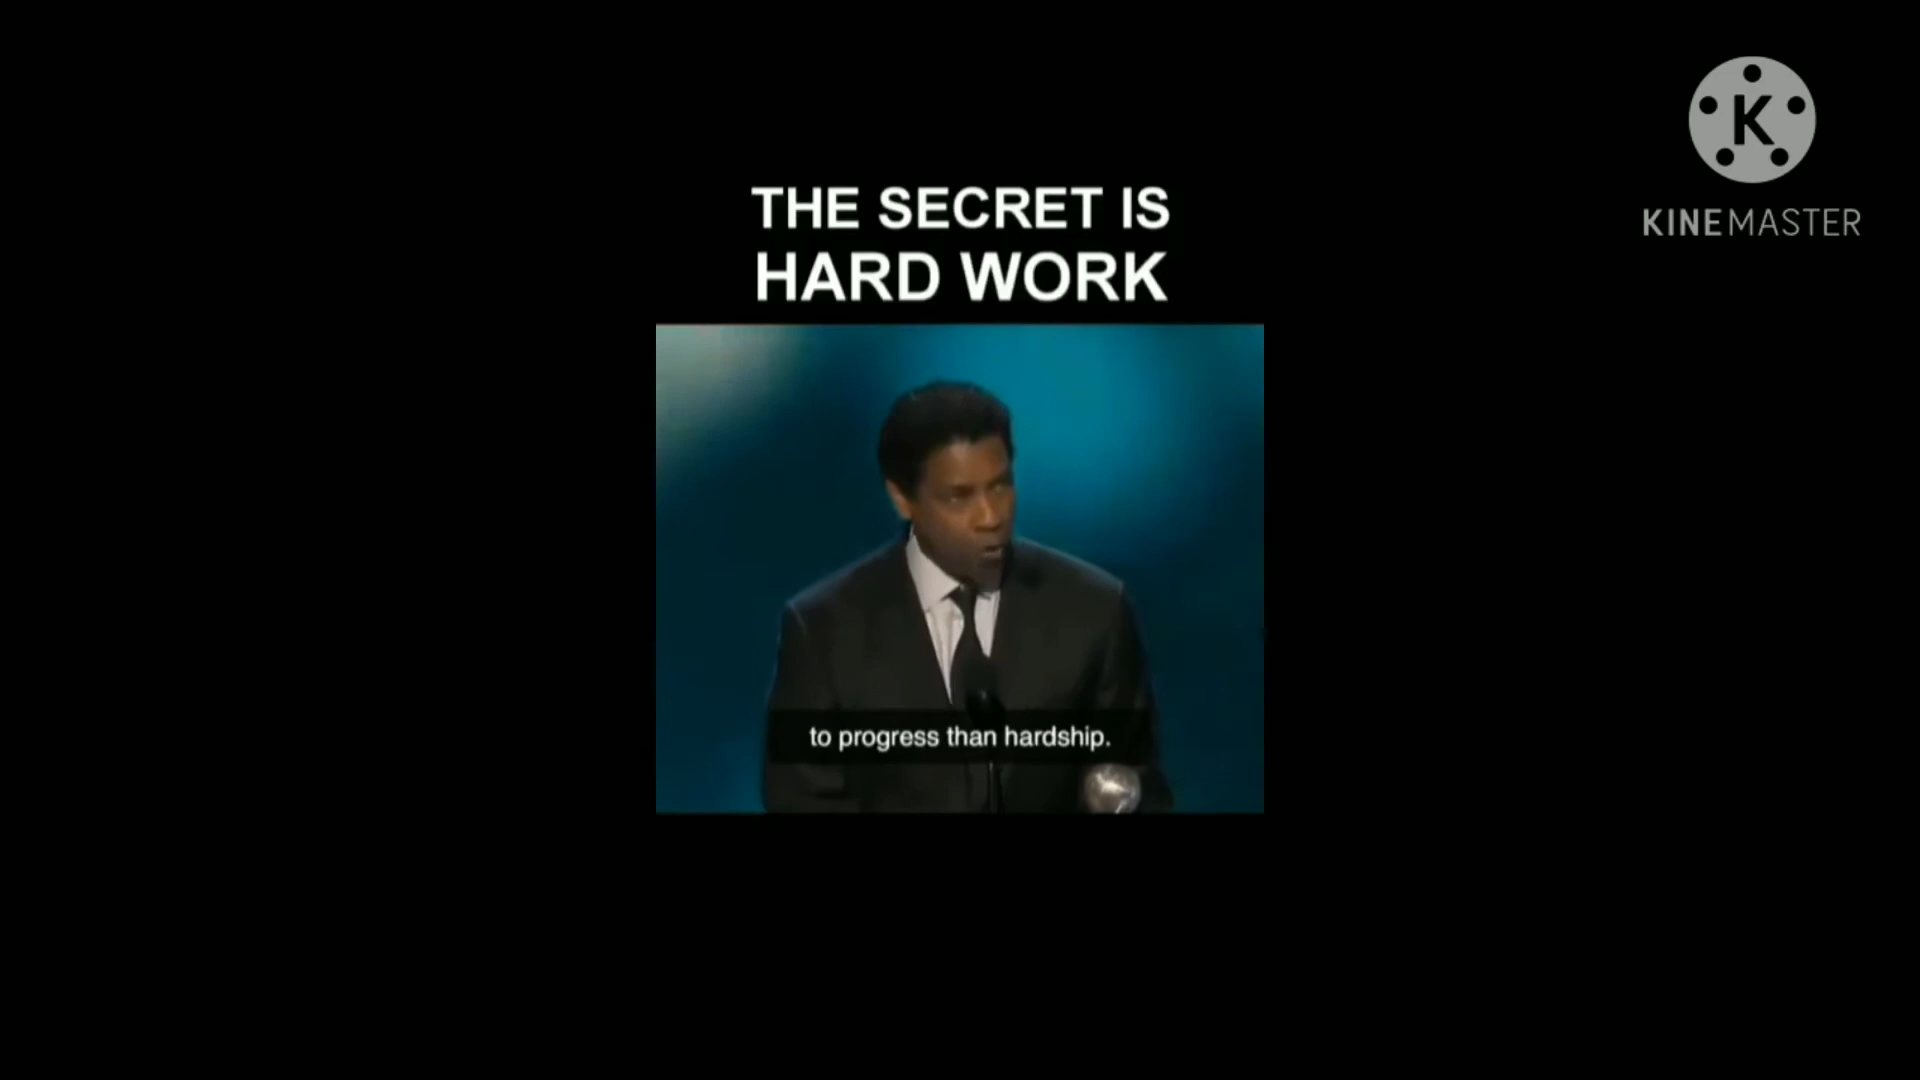 THE SECRET IS
HARD WORK
K
KINEMASTER
to progress than hardship.